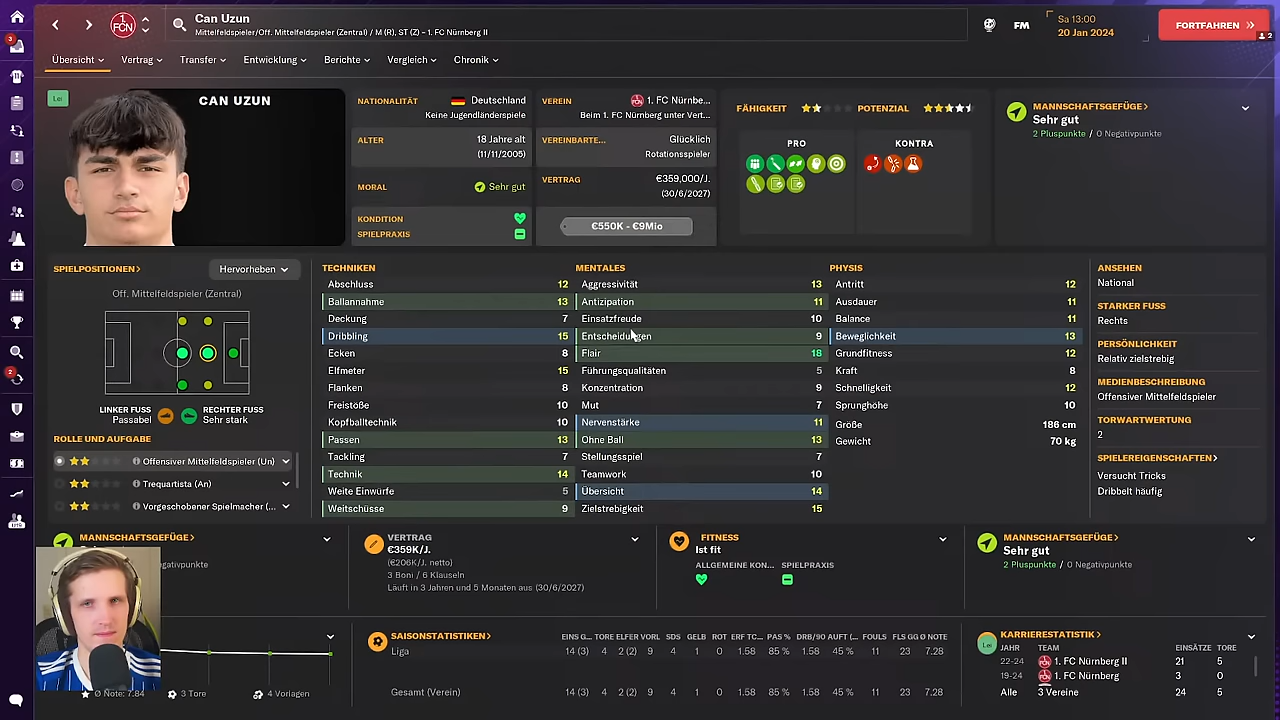 Can Uzun
Mittelfeldspieler/Off. Mittelfeldspieler (Zentral) / M (R), ST (Z) - 1. FC Nürnberg II
FM
Sa 13:00
20 Jan 2024
FORTFAHREN
2
Übersicht
Vertrag
Transfer
Entwicklung
Berichte
Vergleich
Chronik
3
2
Lei
CAN UZUN
NATIONALITÄT
Deutschland
Keine Jugendländerspiele
ALTER
18 Jahre alt
(11/11/2005)
MORAL
Sehr gut
KONDITION
SPIELPRAXIS
VEREIN
1. FC Nürnbe...
Beim 1. FC Nürnberg unter Vert...
VEREINBARTE...
Glücklich
Rotationsspieler
VERTRAG
€359,000/J.
(30/6/2027)
€550K - €9Mio
FÄHIGKEIT
POTENZIAL
PRO
KONTRA
MANNSCHAFTSGEFÜGE>
Sehr gut
2 Pluspunkte / 0 Negativpunkte
SPIELPOSITIONEN>
Hervorheben
Off. Mittelfeldspieler (Zentral)
LINKER FUSS
Passabel
RECHTER FUSS
Sehr stark
ROLLE UND AUFGABE
Offensiver Mittelfeldspieler (Un)
Trequartista (An)
Vorgeschobener Spielmacher (...
TECHNIKEN
Abschluss 12
Ballannahme 13
Deckung 7
Dribbling 15
Ecken 8
Elfmeter 15
Flanken 8
Freistöße 10
Kopfballtechnik 10
Passen 13
Tackling 7
Technik 14
Weite Einwürfe 5
Weitschüsse 9
MENTALES
Aggressivität 13
Antizipation 11
Einsatzfreude 10
Entscheidungen 9
Flair 18
Führungsqualitäten 5
Konzentration 9
Mut 7
Nervenstärke 11
Ohne Ball 13
Stellungsspiel 7
Teamwork 10
Übersicht 14
Zielstrebigkeit 15
PHYSIS
Antritt 12
Ausdauer 11
Balance 11
Beweglichkeit 13
Grundfitness 12
Kraft 8
Schnelligkeit 12
Sprunghöhe 10
Größe 186 cm
Gewicht 70 kg
ANSEHEN
National
STARKER FUSS
Rechts
PERSÖNLICHKEIT
Relativ zielstrebig
MEDIENBESCHREIBUNG
Offensiver Mittelfeldspieler
TORWARTWERTUNG
2
SPIELEREIGENSCHAFTEN>
Versucht Tricks
Dribbelt häufig
MANNSCHAFTSGEFÜGE>
egativpunkte
VERTRAG
€359K/J.
(€206K/J. netto)
3 Boni / 6 Klauseln
Läuft in 3 Jahren und 5 Monaten aus (30/6/2027)
FITNESS
Ist fit
ALLGEMEINE KON... SPIELPRAXIS
MANNSCHAFTSGEFÜGE>
Sehr gut
2 Pluspunkte / 0 Negativpunkte
Ø Note: 7.84 3 Tore 4 Vorlagen
SAISONSTATISTIKEN>
EINS G... TORE ELFER VORL SDS GELB ROT ERF TC... PAS % DRB/90 AUFT (... FOULS FLS GG Ø NOTE
Liga 14 (3) 4 2 (2) 9 4 1 0 1.58 85 % 1.58 45 % 11 23 7.28
Gesamt (Verein) 14 (3) 4 2 (2) 9 4 1 0 1.58 85 % 1.58 45 % 11 23 7.28
Lei
KARRIERESTATISTIK>
JAHR TEAM EINSÄTZE TORE
22-24 1. FC Nürnberg II 21 5
19-24 1. FC Nürnberg 3 0
Alle 3 Vereine 24 5